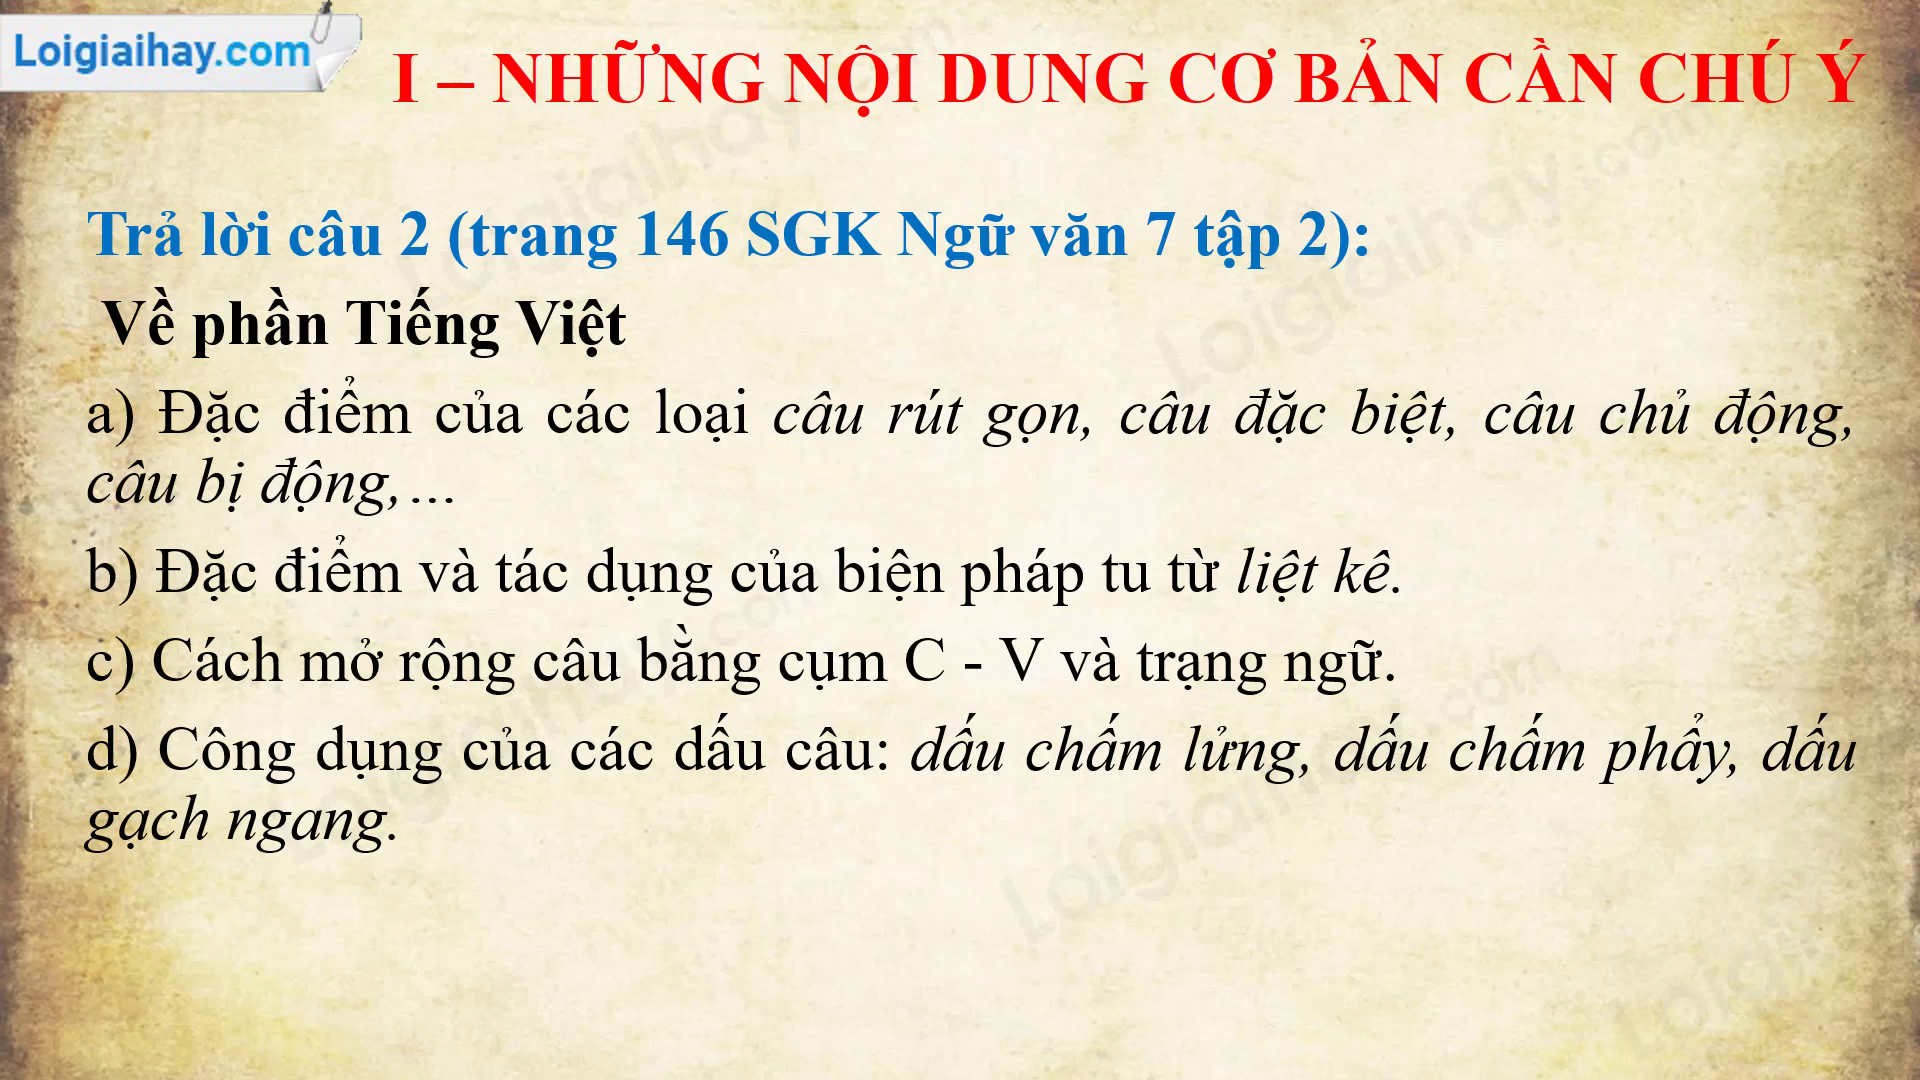 Loigiaihay.com
I – NHỮNG NỘI DUNG CƠ BẢN CẦN CHÚ Ý
Trả lời câu 2 (trang 146 SGK Ngữ văn 7 tập 2):
Về phần Tiếng Việt
a) Đặc điểm của các loại câu rút gọn, câu đặc biệt, câu chủ động,
câu bị động,…
b) Đặc điểm và tác dụng của biện pháp tu từ liệt kê.
c) Cách mở rộng câu bằng cụm C - V và trạng ngữ.
d) Công dụng của các dấu câu: dấu chấm lửng, dấu chấm phẩy, dấu
gạch ngang.